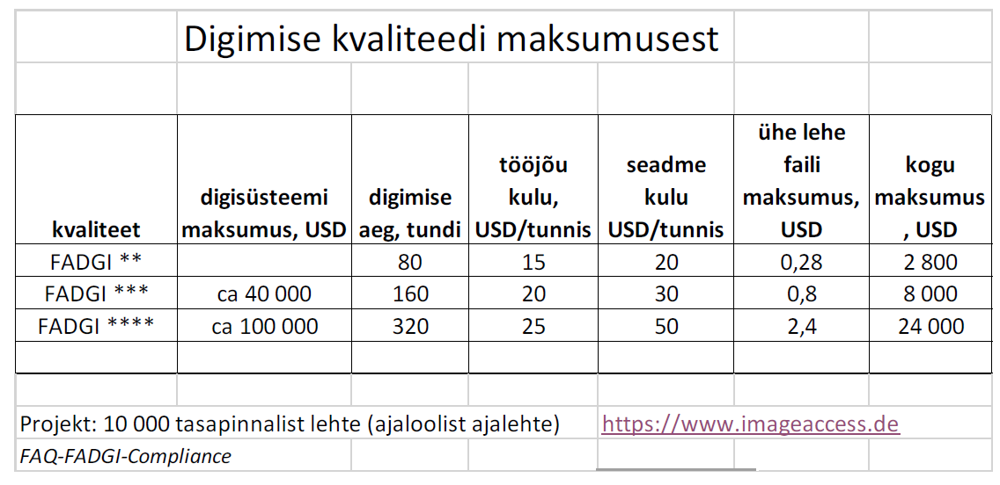 Digimise kvaliteedi maksumusest
kvaliteet digisüsteemi maksumus, USD digimise aeg, tundi tööjõu kulu, USD/tunnis seadme kulu USD/tunnis ühe lehe faili maksumus, USD kogu maksumus , USD
FADGI ** 80 15 20 0,28 2 800
FADGI *** ca 40 000 160 20 30 0,8 8 000
FADGI **** ca 100 000 320 25 50 2,4 24 000
Projekt: 10 000 tasapinnalist lehte (ajaloolist ajalehte) https://www.imageaccess.de
FAQ-FADGI-Compliance